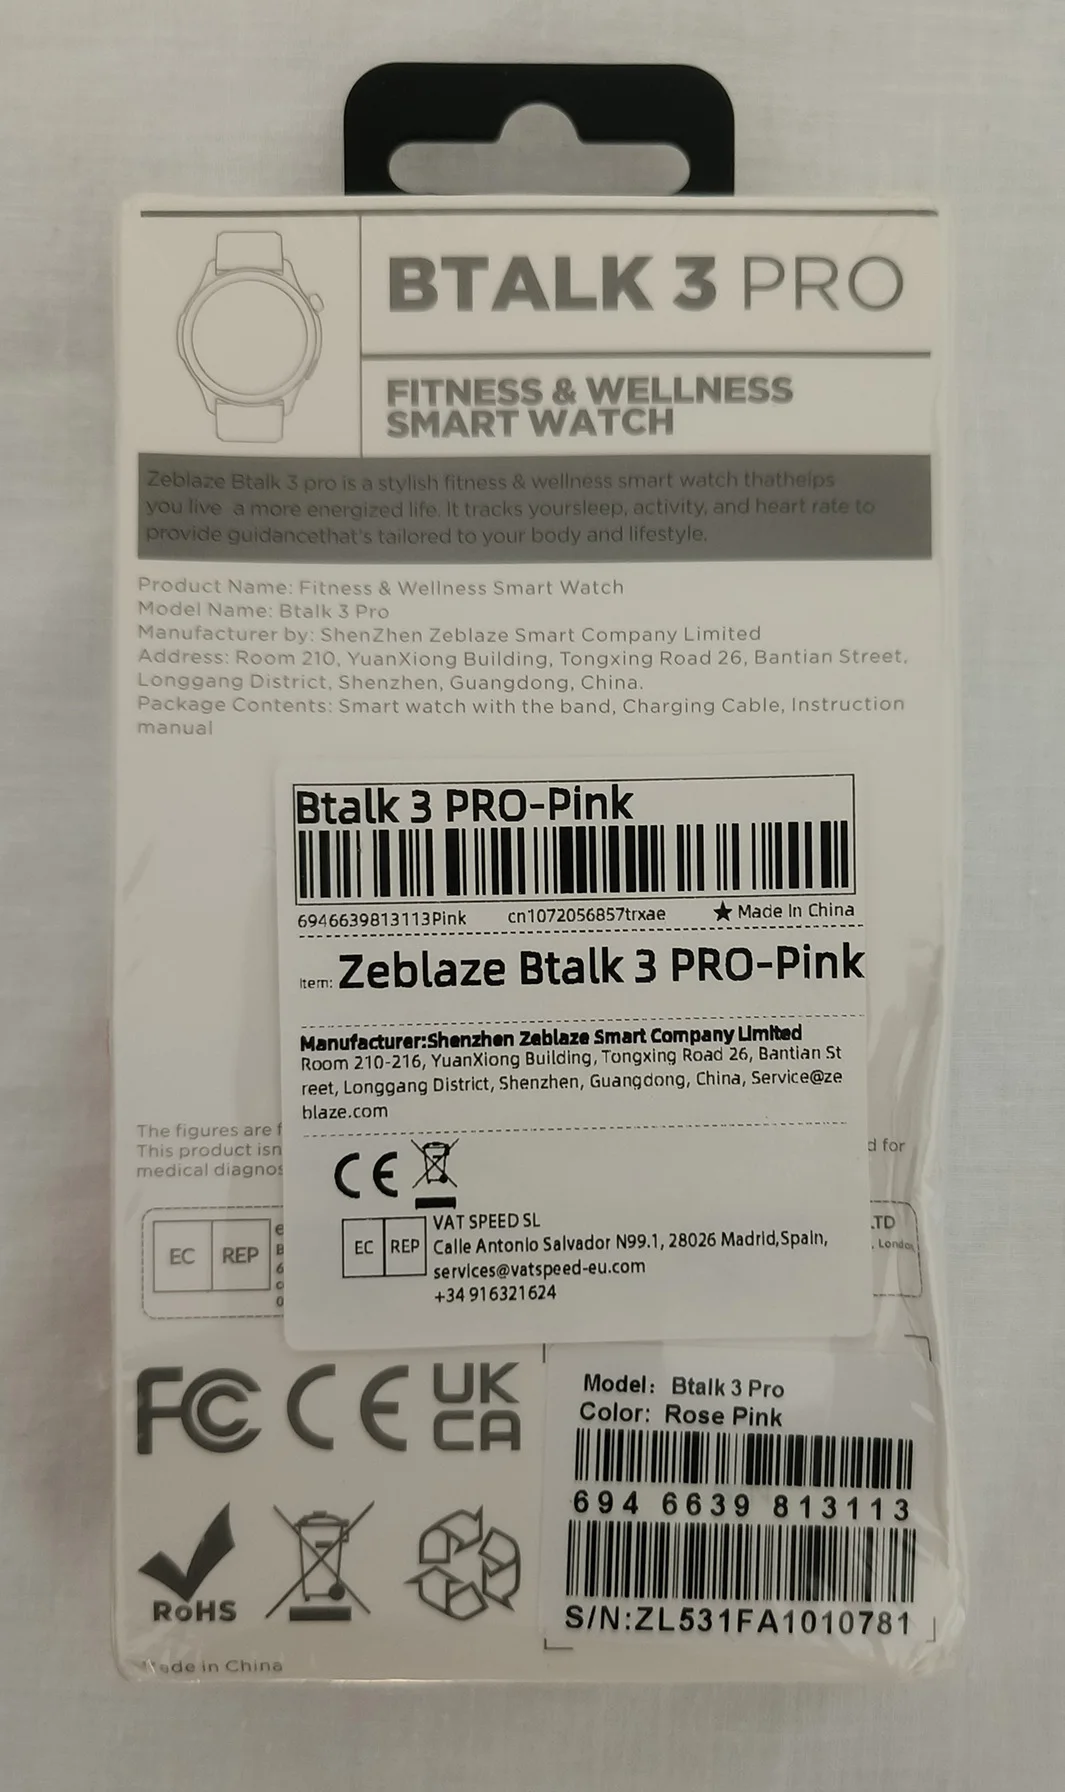 BTALK 3 PRO
FITNESS & WELLNESS
SMART WATCH
Zeblaze Btalk 3 pro is a stylish fitness & wellness smart watch thathelps
you live a more energized life. It tracks yoursleep, activity, and heart rate to
provide guidancethat's tailored to your body and lifestyle.
Product Name: Fitness & Wellness Smart Watch
Model Name: Btalk 3 Pro
Manufacturer by: ShenZhen Zeblaze Smart Company Limited
Address: Room 210, YuanXiong Building, Tongxing Road 26, Bantian Street,
Longgang District, Shenzhen, Guangdong, China.
Package Contents: Smart watch with the band, Charging Cable, Instruction
manual
Btalk 3 PRO-Pink
6946639813113Pink cn1072056857trxae ★ Made In China
Item: Zeblaze Btalk 3 PRO-Pink
Manufacturer:Shenzhen Zeblaze Smart Company Limited
Room 210-216, YuanXiong Building, Tongxing Road 26, Bantian St
reet, Longgang District, Shenzhen, Guangdong, China, Service@ze
blaze.com
CE
EC REP
VAT SPEED SL
Calle Antonio Salvador N99.1, 28026 Madrid,Spain,
services@vatspeed-eu.com
+34 916321624
The figures are
This product isn
medical diagnos
d for
EC REP
LTD
, London,
FC CE UK
CA
RoHS
Made in China
Model: Btalk 3 Pro
Color: Rose Pink
694 6639 813113
S/N:ZL531FA1010781